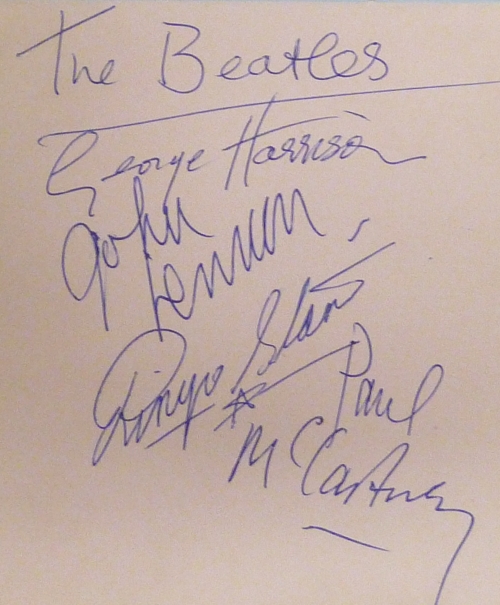 The Beatles
George Harrison
John
Lennon
Ringo Starr
Paul
McCartney